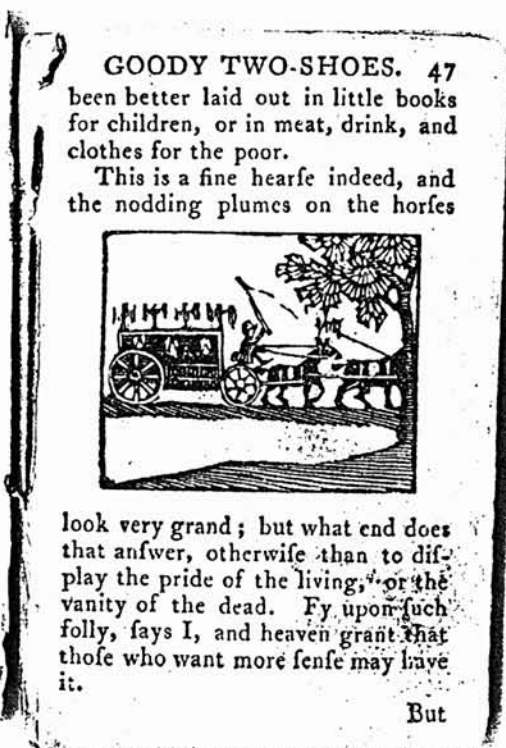 GOODY TWO-SHOES. 47
been better laid out in little books
for children, or in meat, drink, and
clothes for the poor.
This is a fine hearſe indeed, and
the nodding plumes on the horſes
look very grand; but what end does
that anſwer, otherwiſe than to diſ-
play the pride of the living, or the
vanity of the dead. Fy upon ſuch
folly, ſays I, and heaven grant that
thoſe who want more ſenſe may have
it.
But